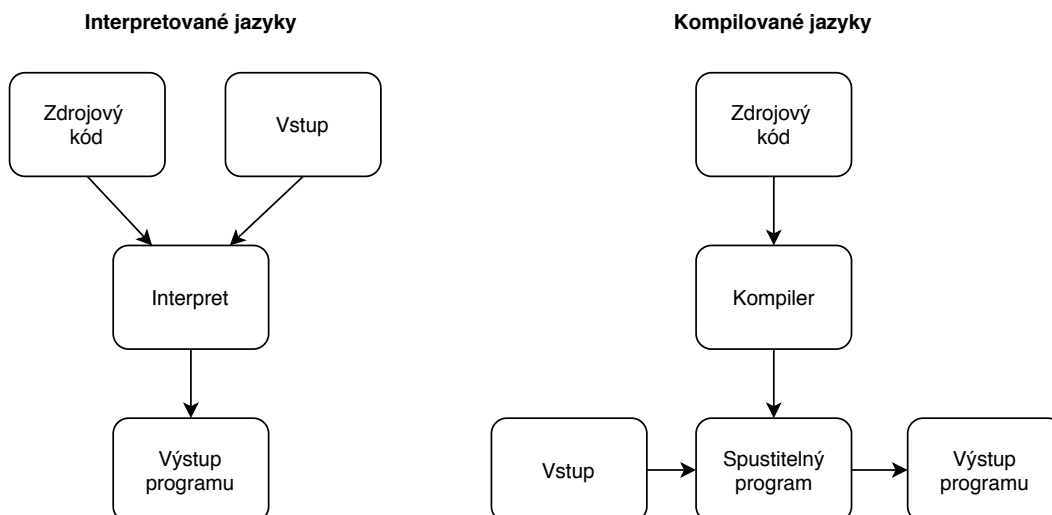 Interpretované jazyky
Zdrojový
kód
Vstup
Interpret
Výstup
programu
Kompilované jazyky
Zdrojový
kód
Kompiler
Vstup
Spustitelný
program
Výstup
programu